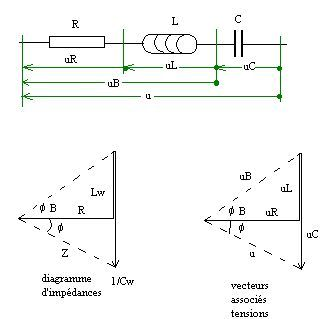 R L C
uR uL uC
uB
u
Lw
ϕ B
R
ϕ
Z
diagramme
d'impédances
1/Cw
uB
uL
ϕ B
uR
ϕ
uC
u
vecteurs
associés
tensions